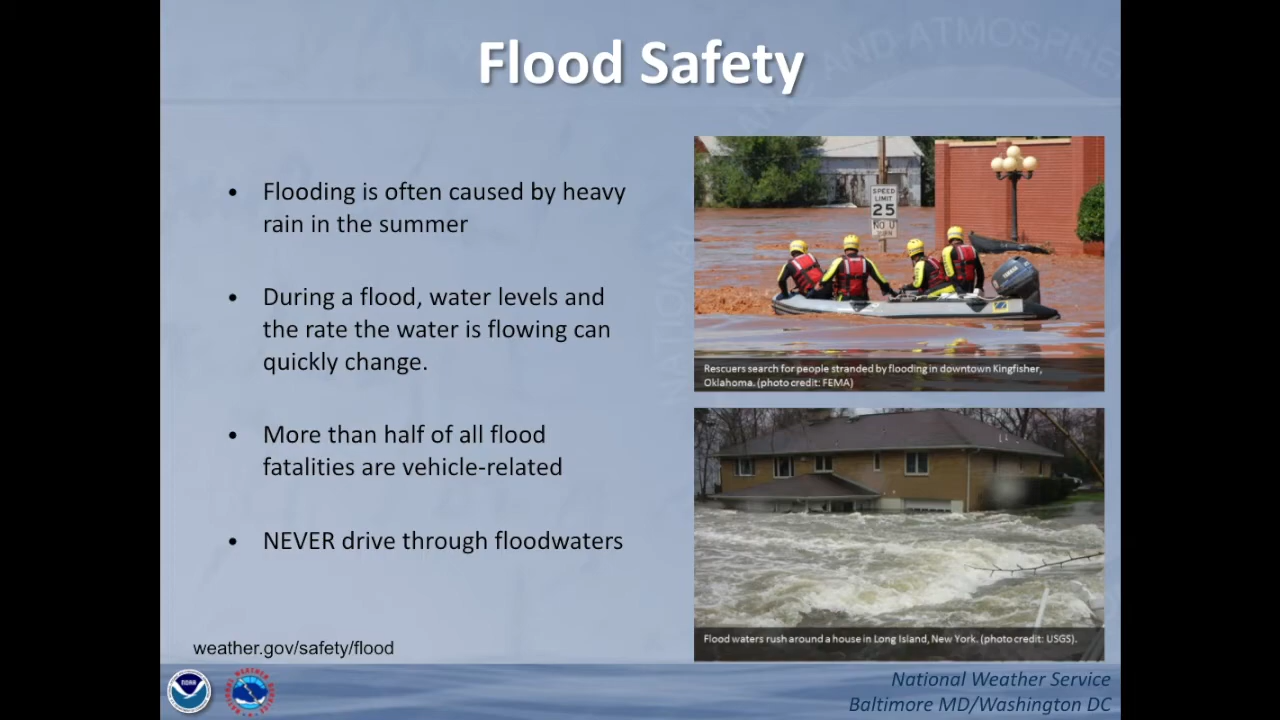 Flood Safety
• Flooding is often caused by heavy
rain in the summer
• During a flood, water levels and
the rate the water is flowing can
quickly change.
• More than half of all flood
fatalities are vehicle-related
• NEVER drive through floodwaters
weather.gov/safety/flood
SPEED
LIMIT
25
NO U
TURN
YAMAHA
Rescuers search for people stranded by flooding in downtown Kingfisher,
Oklahoma. (photo credit: FEMA)
Flood waters rush around a house in Long Island, New York. (photo credit: USGS).
NOAA
National Weather Service
Baltimore MD/Washington DC